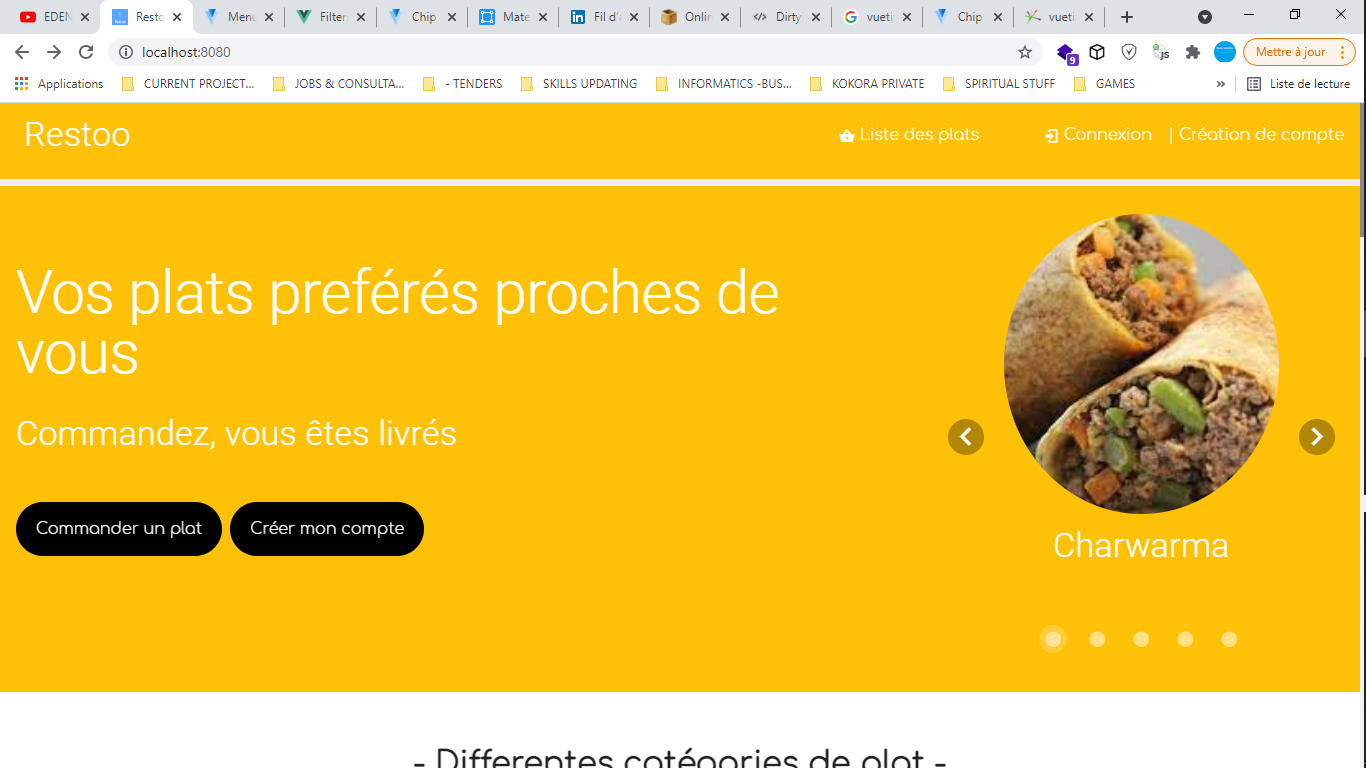 EDEN
Resto
Menu
Filter
Chip
Mate
Fil d'a
Onlin
Dirty
vueti
Chip
vueti
localhost:8080
9
JS
Mettre à jour
Applications
CURRENT PROJECT...
JOBS & CONSULTA...
- TENDERS
SKILLS UPDATING
INFORMATICS -BUS...
KOKORA PRIVATE
SPIRITUAL STUFF
GAMES
»
Liste de lecture
Restoo
Liste des plats
Connexion
| Création de compte
Vos plats preférés proches de
vous
Commandez, vous êtes livrés
Commander un plat
Créer mon compte
Charwarma
- Differentes catégories de plat -